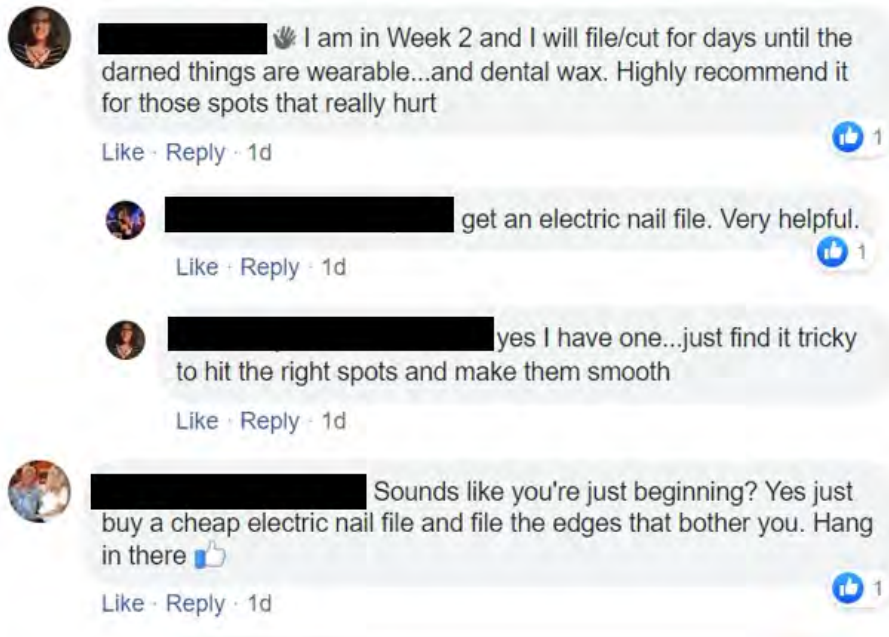 I am in Week 2 and I will file/cut for days until the
darned things are wearable...and dental wax. Highly recommend it
for those spots that really hurt
1
Like · Reply · 1d
get an electric nail file. Very helpful.
1
Like · Reply · 1d
yes I have one...just find it tricky
to hit the right spots and make them smooth
Like · Reply · 1d
Sounds like you're just beginning? Yes just
buy a cheap electric nail file and file the edges that bother you. Hang
in there
1
Like · Reply · 1d